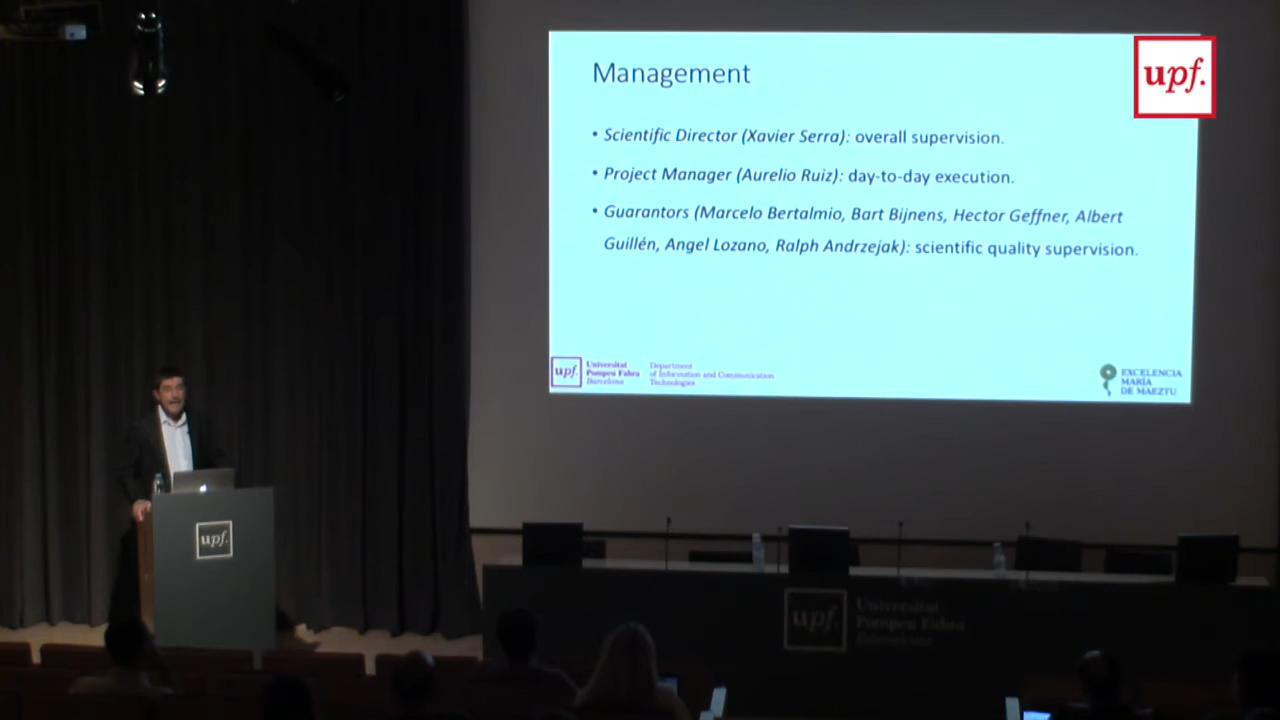 Management
upf.
• Scientific Director (Xavier Serra): overall supervision.
• Project Manager (Aurelio Ruiz): day-to-day execution.
• Guarantors (Marcelo Bertalmio, Bart Bijnens, Hector Geffner, Albert
Guillén, Angel Lozano, Ralph Andrzejak): scientific quality supervision.
upf.
Universitat
Pompeu Fabra
Barcelona
Department
of Information and Communication
Technologies
EXCELENCIA
MARÍA
DE MAEZTU
upf.
upf.
Universitat
Pompeu Fabra
Barcelona